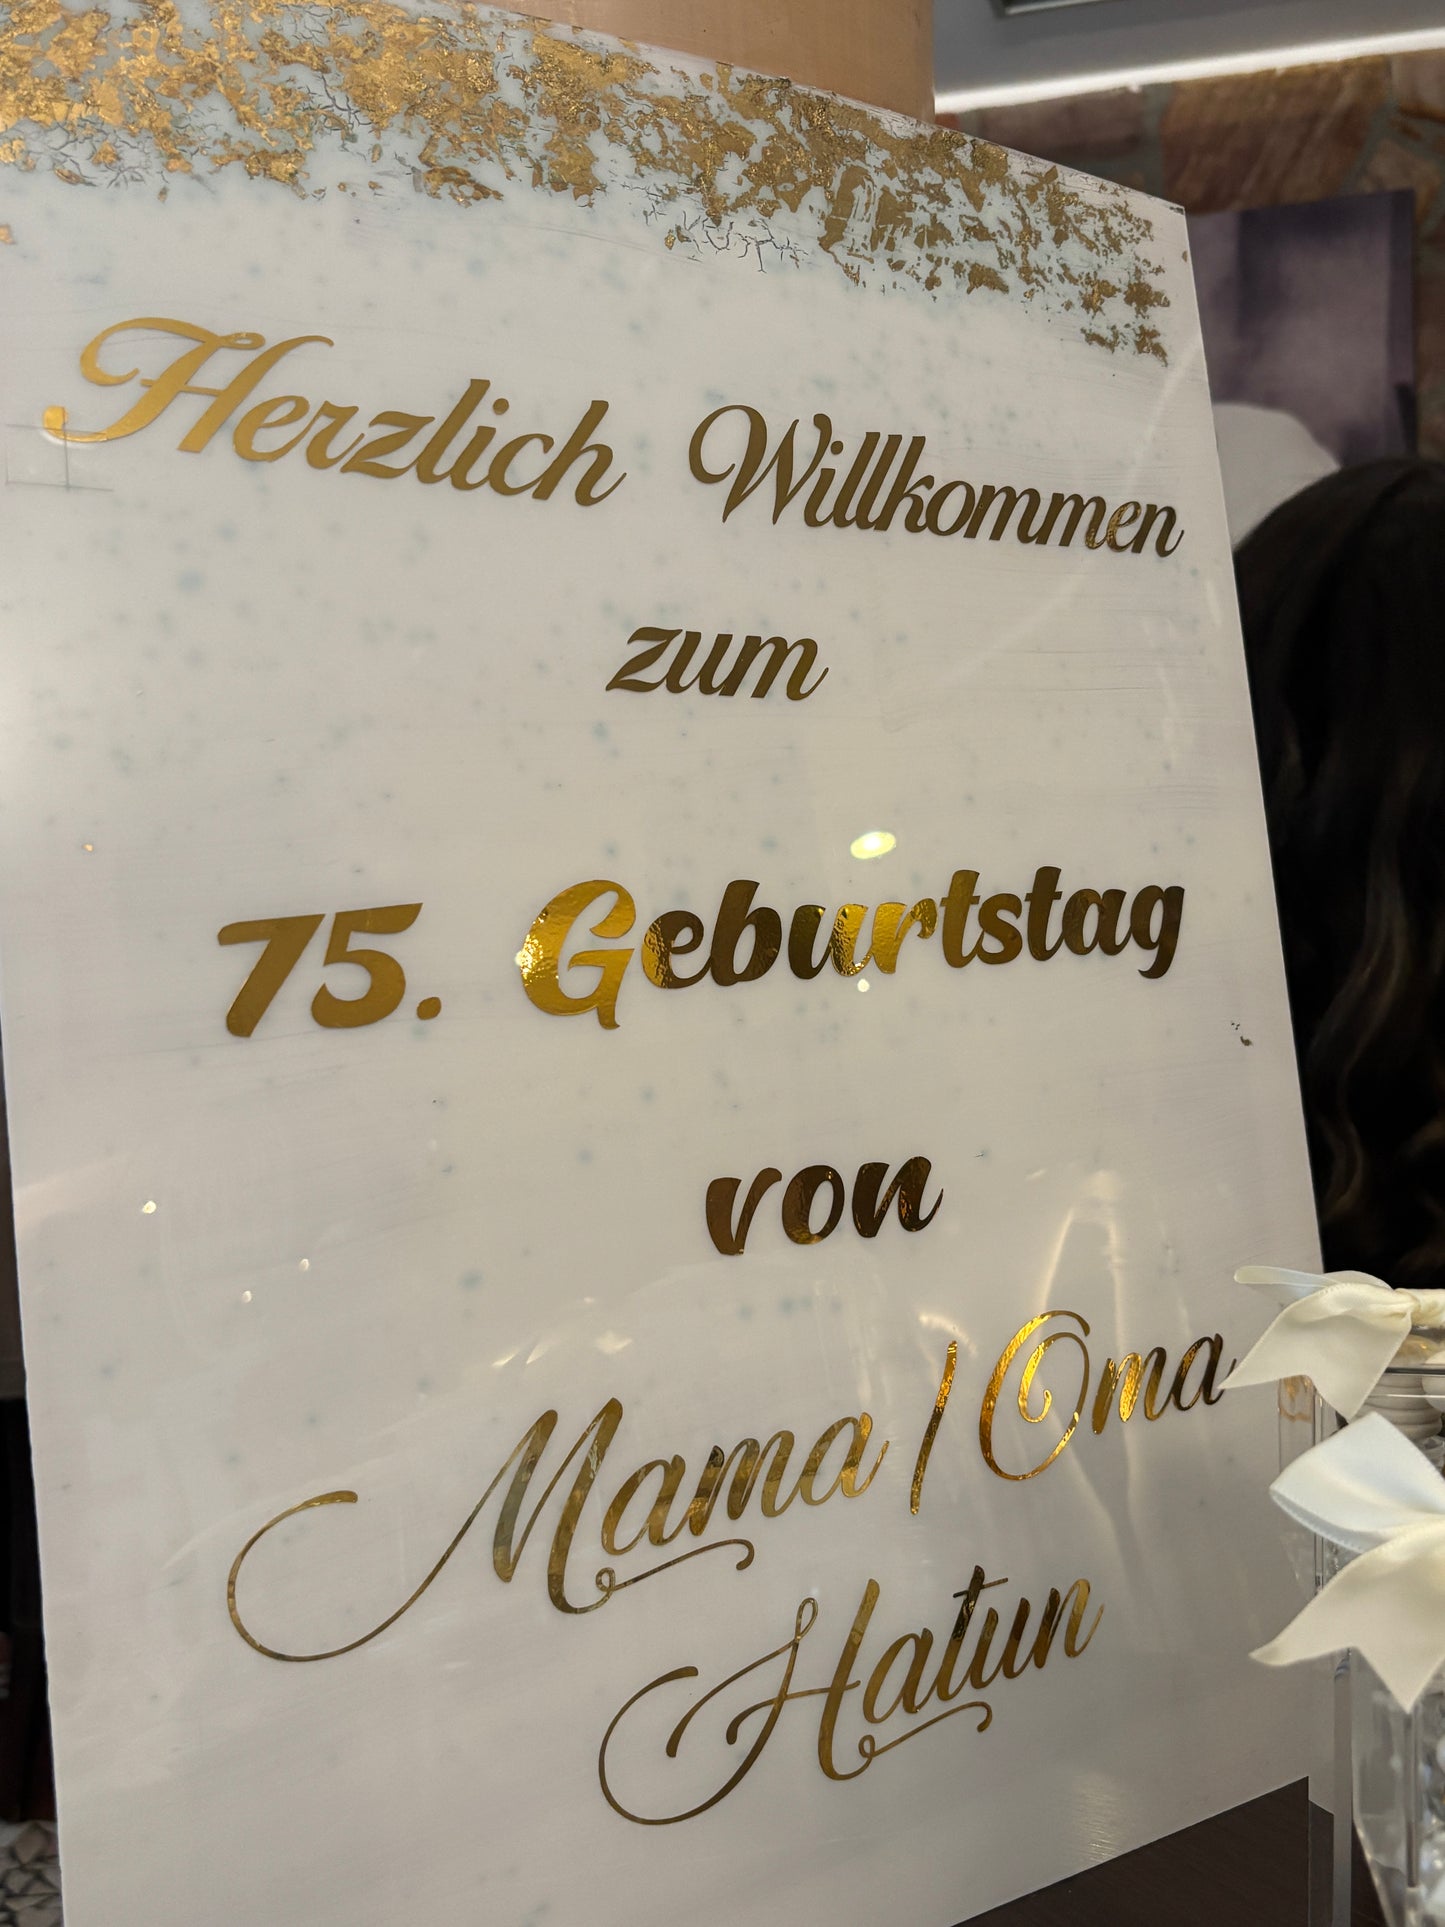 Herzlich Willkommen
zum
75. Geburtstag
von
Mama / Oma
Hatun